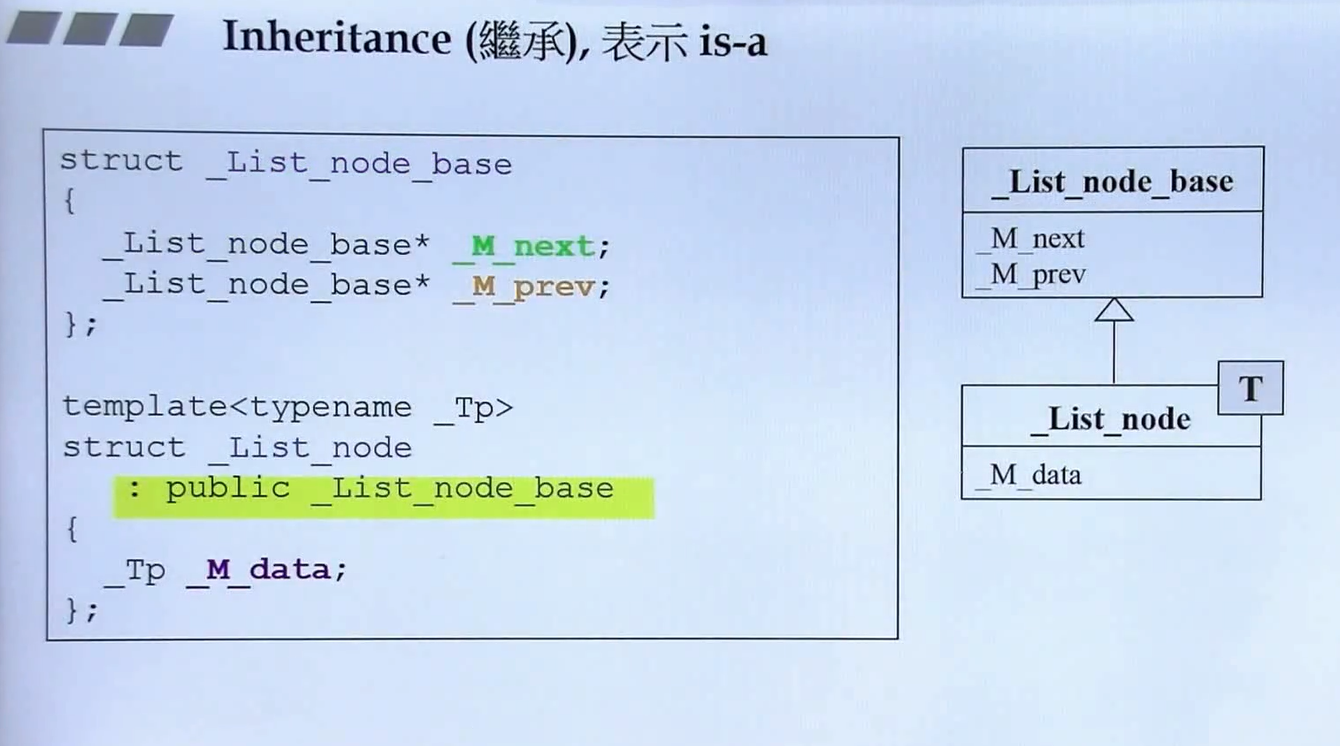 Inheritance (繼承), 表示 is-a
struct _List_node_base
{
_List_node_base* _M_next;
_List_node_base* _M_prev;
};
template<typename _Tp>
struct _List_node
: public _List_node_base
{
_Tp _M_data;
};
_List_node_base
_M_next
_M_prev
T
_List_node
_M_data